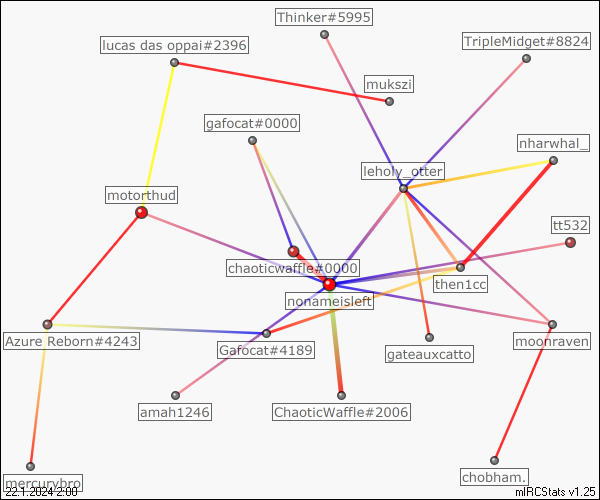 Thinker#5995
lucas das oppai#2396
TripleMidget#8824
mukszi
gafocat#0000
nharwhal_
leholy_otter
motorthud
tt532
chaoticwaffle#0000
then1cc
nonameisleft
Azure Reborn#4243
Gafocat#4189
moonraven
gateauxcatto
amah1246
ChaoticWaffle#2006
chobham.
mercurybro
22.1.2024 2:00
mIRCStats v1.25